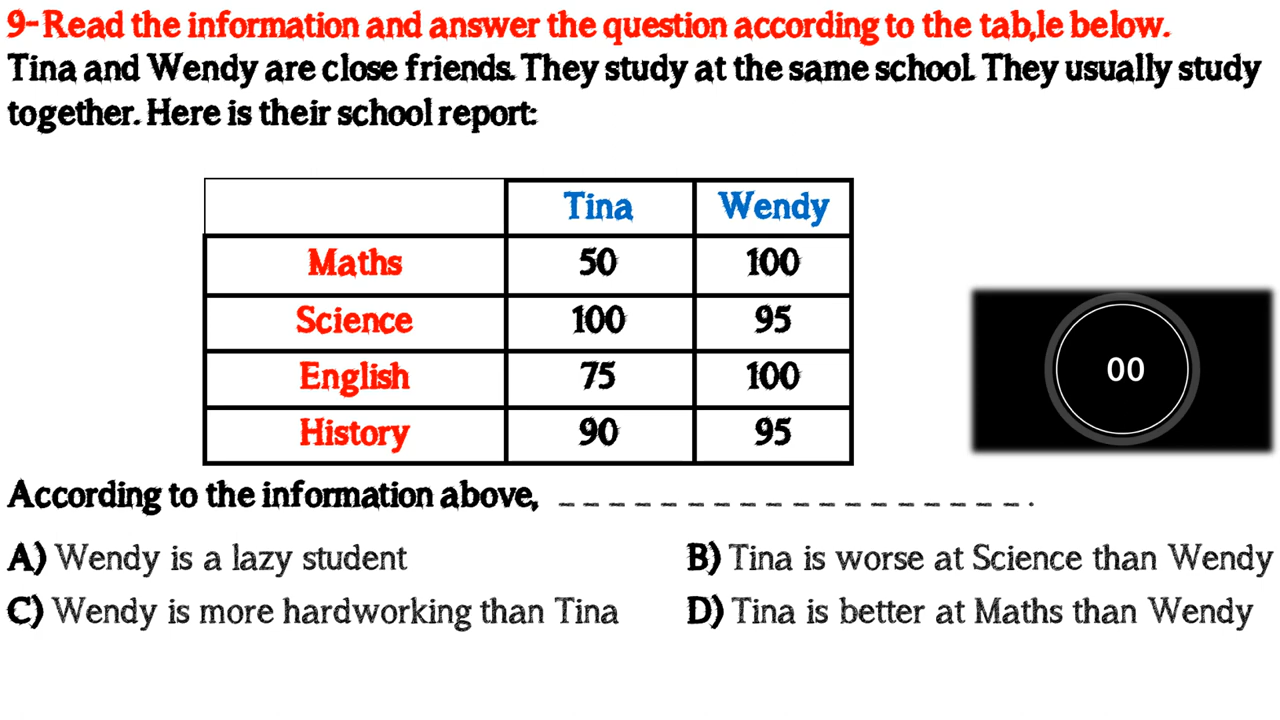 9-Read the information and answer the question according to the tab,le below.
Tina and Wendy are close friends. They study at the same school. They usually study
together. Here is their school report:
Tina Wendy
Maths 50 100
Science 100 95
English 75 100
History 90 95
00
According to the information above, _ _ _ _ _ _ _ _ _ _ _ _ _ _ _ _ _ _ .
A) Wendy is a lazy student B) Tina is worse at Science than Wendy
C) Wendy is more hardworking than Tina D) Tina is better at Maths than Wendy